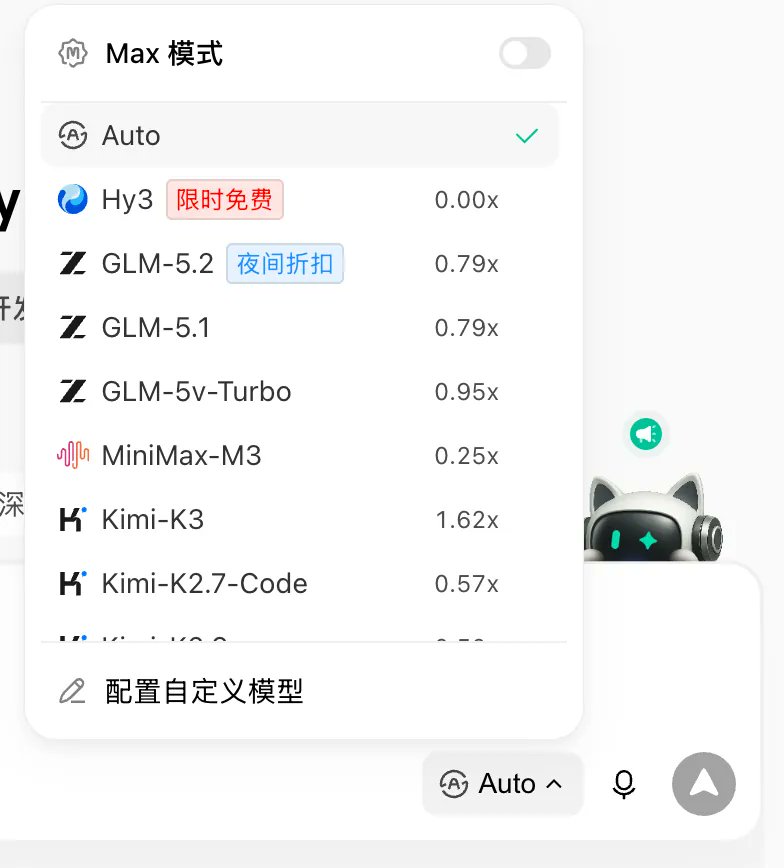 Max 模式
Auto
Hy3 限时免费 0.00x
GLM-5.2 夜间折扣 0.79x
GLM-5.1 0.79x
GLM-5v-Turbo 0.95x
MiniMax-M3 0.25x
Kimi-K3 1.62x
Kimi-K2.7-Code 0.57x
配置自定义模型
Auto
y
深